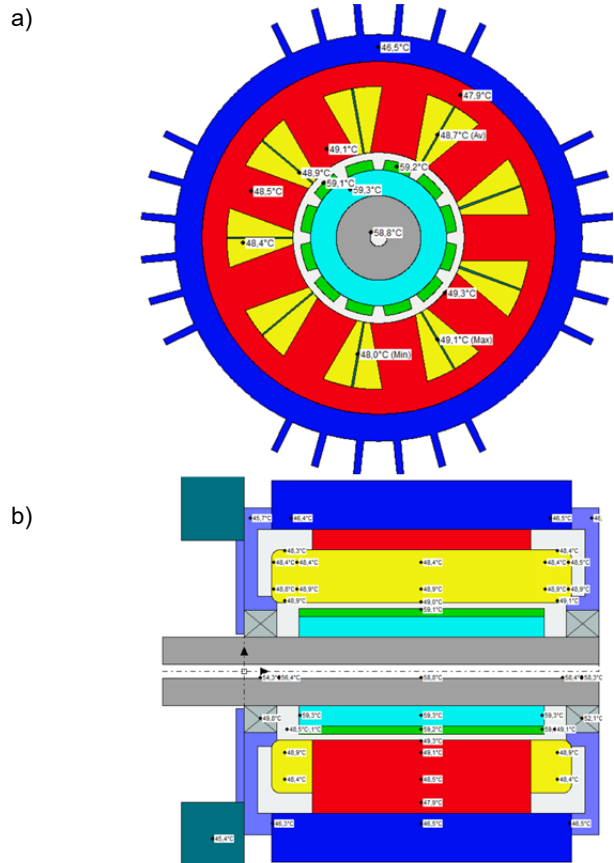 a)
46,5°C
47,9°C
48,7°C (Av)
49,1°C
59,2°C
48,9°C
59,1°C
48,5°C
59,3°C
58,8°C
48,4°C
49,3°C
49,1°C (Max)
48,0°C (Min)
b)
45,7°C 46,4°C 46,5°C 46,
48,3°C 48,4°C
48,4°C 48,4°C 48,4°C 48,4°C 48,5°C
48,8°C 48,9°C 48,9°C 48,9°C 48,9°C
48,9°C 49,0°C 49,1°C
59,1°C
54,3° 56,4°C 58,8°C 58,4° 58,3°C
49,8°C 59,3°C 59,3°C 59,3°C 52,1°C
48,5°C ,1°C 59,2°C 59, 49,1°C
49,3°C
48,9°C 49,1°C 48,9°C
48,4°C 48,5°C 48,4°C
47,9°C
46,3°C 46,5°C 46,5°C
45,4°C